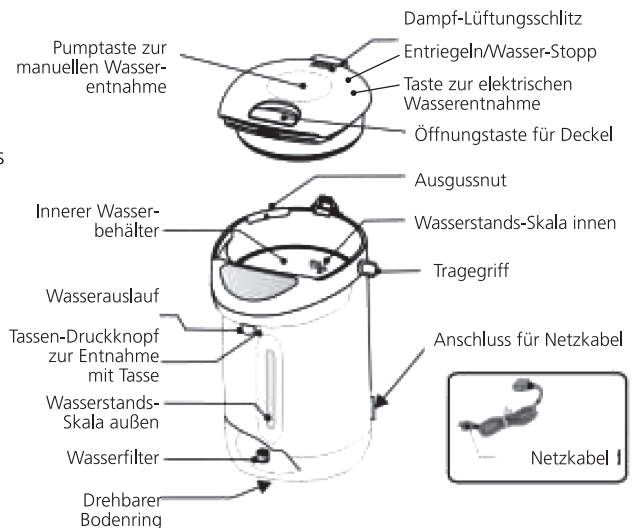 Dampf-Lüftungsschlitz
Pumptaste zur
manuellen Wasser-
entnahme
Entriegeln/Wasser-Stopp
Taste zur elektrischen
Wasserentnahme
Öffnungstaste für Deckel
s
Ausgussnut
Innerer Wasser-
behälter
Wasserstands-Skala innen
Tragegriff
Wasserauslauf
Tassen-Druckknopf
zur Entnahme
mit Tasse
Anschluss für Netzkabel
Wasserstands-
Skala außen
Wasserfilter
Netzkabel
Drehbarer
Bodenring